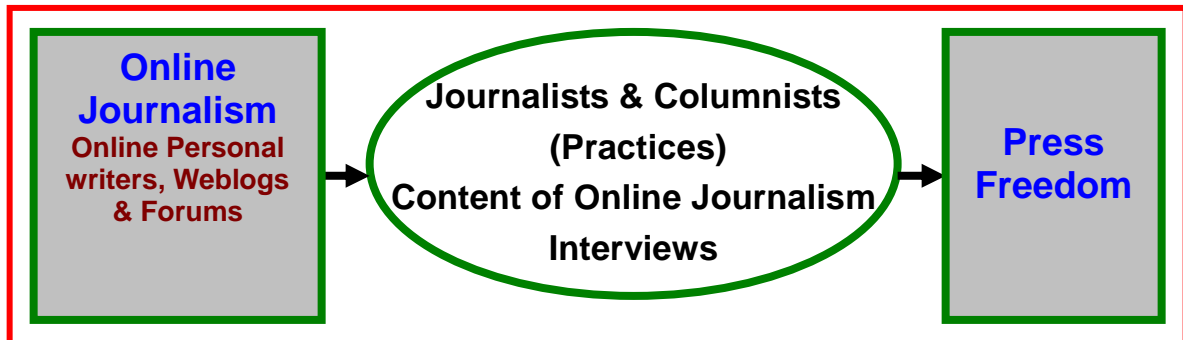 Online
Journalism
Online Personal
writers, Weblogs
& Forums
Journalists & Columnists
(Practices)
Content of Online Journalism
Interviews
Press
Freedom